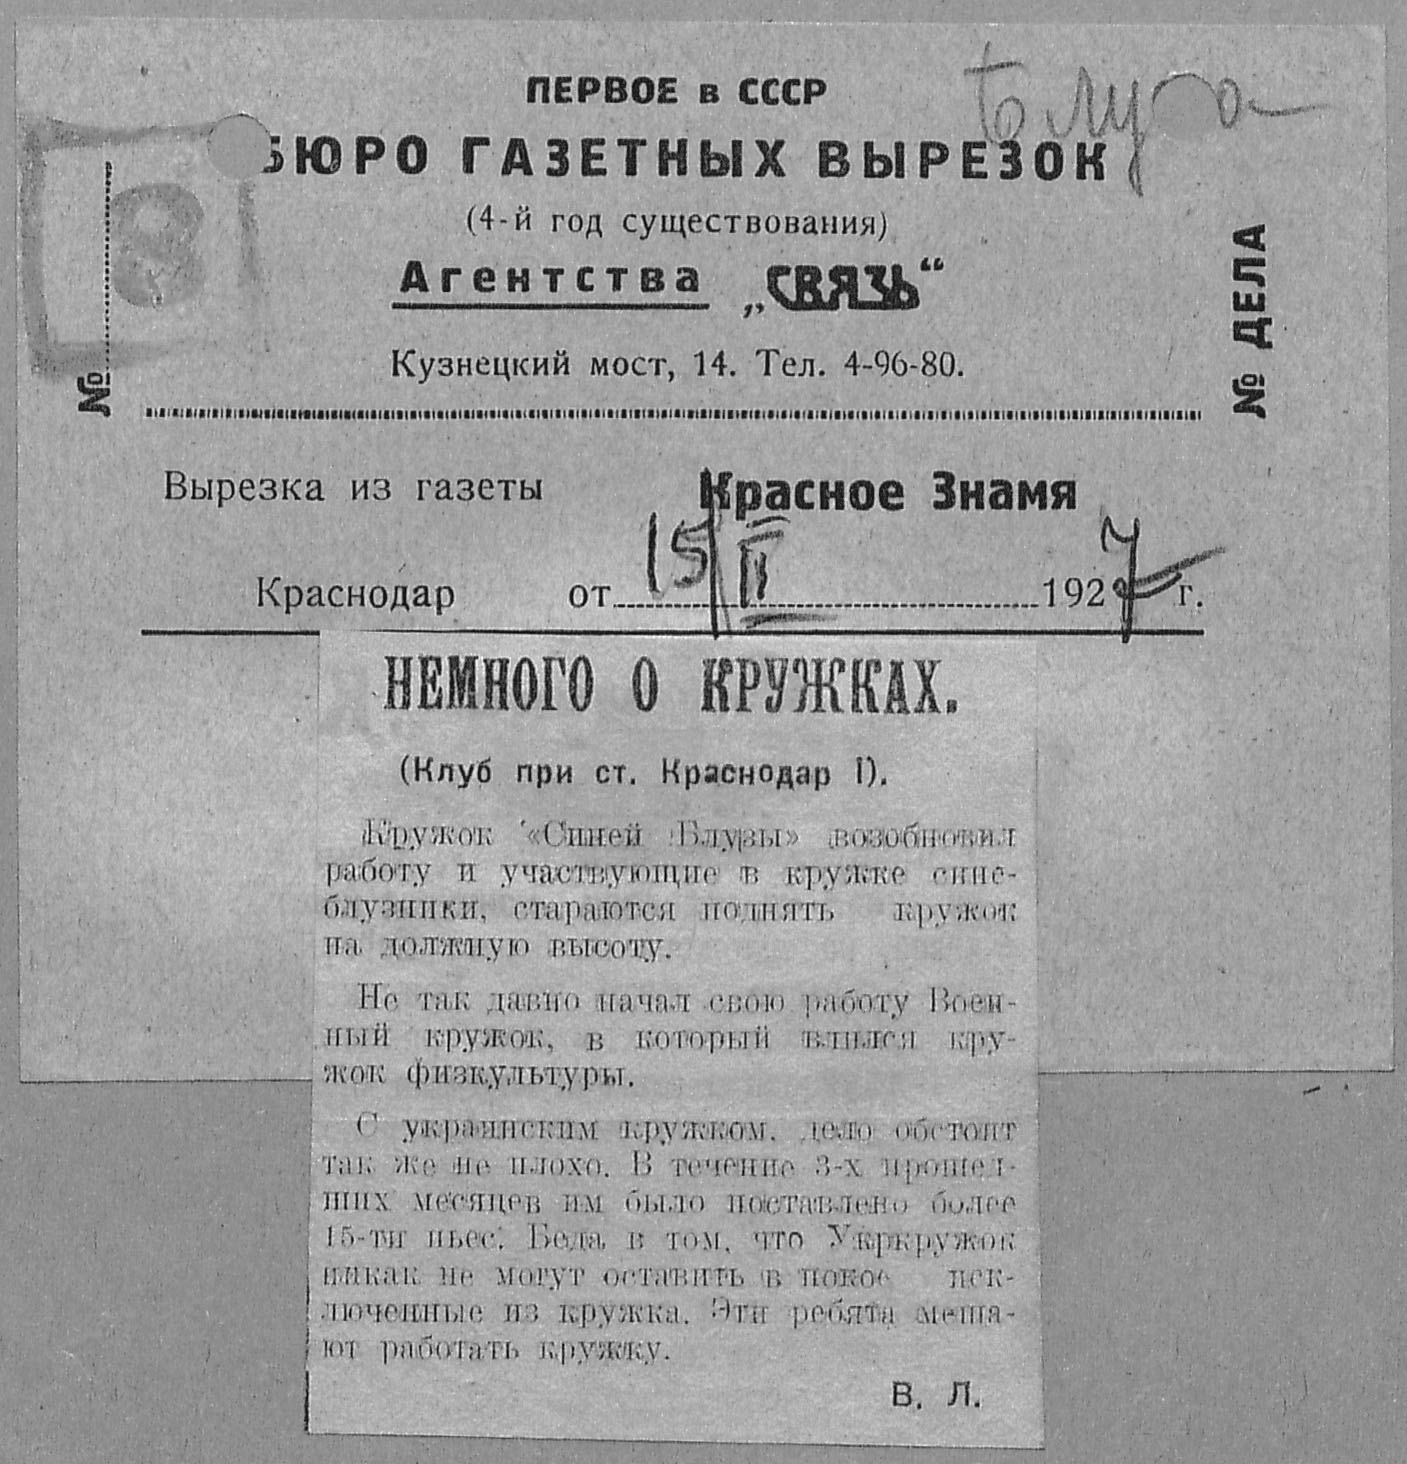 ПЕРВОЕ в СССР
БЮРО ГАЗЕТНЫХ ВЫРЕЗОК
(4-й год существования)
Агентства „СВЯЗЬ“
Кузнецкий мост, 14. Тел. 4-96-80.
№
8
№ ДЕЛА
Вырезка из газеты Красное Знамя
Краснодар от 15/II 1927 г.
НЕМНОГО О КРУЖКАХ.
(Клуб при ст. Краснодар I).
Кружок «Синей Блузы» возобновил
работу и участвующие в кружке сине-
блузники, стараются поднять кружок
на должную высоту.
Не так давно начал свою работу Воен-
ный кружок, в который влился кру-
жок физкультуры.
С украинским кружком, дело обстоит
так же не плохо. В течение 3-х прошед-
ших месяцев им было поставлено более
15-ти пьес. Беда в том, что Укркружок
никак не могут оставить в покое иск-
люченные из кружка. Эти ребята меша-
ют работать кружку.
В. Л.